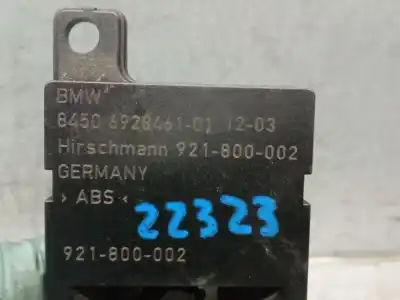 BMW
8450 6928461-01 12-03
Hirschmann 921-800-002
GERMANY
> ABS <
22323
921-800-002